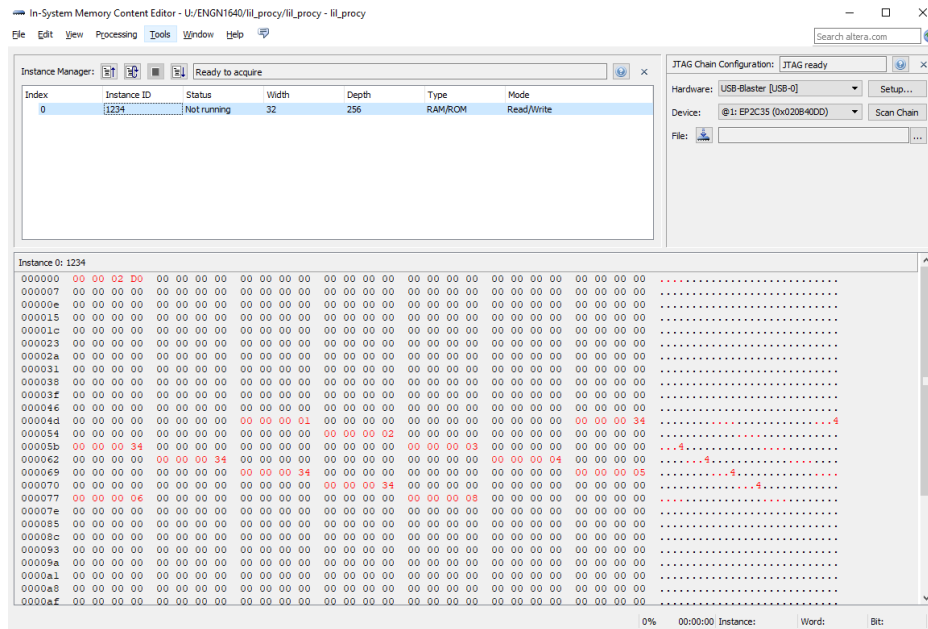 In-System Memory Content Editor - U:/ENGN1640/lil_procy/lil_procy - lil_procy
File Edit View Processing Tools Window Help
Search altera.com
Instance Manager: Ready to acquire
JTAG Chain Configuration: JTAG ready
Index Instance ID Status Width Depth Type Mode
0 1234 Not running 32 256 RAM/ROM Read/Write
Hardware: USB-Blaster [USB-0] Setup...
Device: @1: EP2C35 (0x020B40DD) Scan Chain
File: ...
Instance 0: 1234
000000 00 00 02 D0 00 00 00 00 00 00 00 00 00 00 00 00 00 00 00 00 00 00 00 00 00 00 00 00 ............................
000007 00 00 00 00 00 00 00 00 00 00 00 00 00 00 00 00 00 00 00 00 00 00 00 00 00 00 00 00 ............................
00000e 00 00 00 00 00 00 00 00 00 00 00 00 00 00 00 00 00 00 00 00 00 00 00 00 00 00 00 00 ............................
000015 00 00 00 00 00 00 00 00 00 00 00 00 00 00 00 00 00 00 00 00 00 00 00 00 00 00 00 00 ............................
00001c 00 00 00 00 00 00 00 00 00 00 00 00 00 00 00 00 00 00 00 00 00 00 00 00 00 00 00 00 ............................
000023 00 00 00 00 00 00 00 00 00 00 00 00 00 00 00 00 00 00 00 00 00 00 00 00 00 00 00 00 ............................
00002a 00 00 00 00 00 00 00 00 00 00 00 00 00 00 00 00 00 00 00 00 00 00 00 00 00 00 00 00 ............................
000031 00 00 00 00 00 00 00 00 00 00 00 00 00 00 00 00 00 00 00 00 00 00 00 00 00 00 00 00 ............................
000038 00 00 00 00 00 00 00 00 00 00 00 00 00 00 00 00 00 00 00 00 00 00 00 00 00 00 00 00 ............................
00003f 00 00 00 00 00 00 00 00 00 00 00 00 00 00 00 00 00 00 00 00 00 00 00 00 00 00 00 00 ............................
000046 00 00 00 00 00 00 00 00 00 00 00 00 00 00 00 00 00 00 00 00 00 00 00 00 00 00 00 00 ............................
00004d 00 00 00 00 00 00 00 00 00 00 00 01 00 00 00 00 00 00 00 00 00 00 00 00 00 00 00 34 ...........................4
000054 00 00 00 00 00 00 00 00 00 00 00 00 00 00 00 02 00 00 00 00 00 00 00 00 00 00 00 00 ............................
00005b 00 00 00 34 00 00 00 00 00 00 00 00 00 00 00 00 00 00 00 03 00 00 00 00 00 00 00 00 ...4........................
000062 00 00 00 00 00 00 00 34 00 00 00 00 00 00 00 00 00 00 00 00 00 00 00 04 00 00 00 00 .......4....................
000069 00 00 00 00 00 00 00 00 00 00 00 34 00 00 00 00 00 00 00 00 00 00 00 00 00 00 00 05 ...........4................
000070 00 00 00 00 00 00 00 00 00 00 00 00 00 00 00 34 00 00 00 00 00 00 00 00 00 00 00 00 ...............4............
000077 00 00 00 06 00 00 00 00 00 00 00 00 00 00 00 00 00 00 00 08 00 00 00 00 00 00 00 00 ............................
00007e 00 00 00 00 00 00 00 00 00 00 00 00 00 00 00 00 00 00 00 00 00 00 00 00 00 00 00 00 ............................
000085 00 00 00 00 00 00 00 00 00 00 00 00 00 00 00 00 00 00 00 00 00 00 00 00 00 00 00 00 ............................
00008c 00 00 00 00 00 00 00 00 00 00 00 00 00 00 00 00 00 00 00 00 00 00 00 00 00 00 00 00 ............................
000093 00 00 00 00 00 00 00 00 00 00 00 00 00 00 00 00 00 00 00 00 00 00 00 00 00 00 00 00 ............................
00009a 00 00 00 00 00 00 00 00 00 00 00 00 00 00 00 00 00 00 00 00 00 00 00 00 00 00 00 00 ............................
0000a1 00 00 00 00 00 00 00 00 00 00 00 00 00 00 00 00 00 00 00 00 00 00 00 00 00 00 00 00 ............................
0000a8 00 00 00 00 00 00 00 00 00 00 00 00 00 00 00 00 00 00 00 00 00 00 00 00 00 00 00 00 ............................
0000af 00 00 00 00 00 00 00 00 00 00 00 00 00 00 00 00 00 00 00 00 00 00 00 00 00 00 00 00 ............................
0% 00:00:00 Instance: Word: Bit: